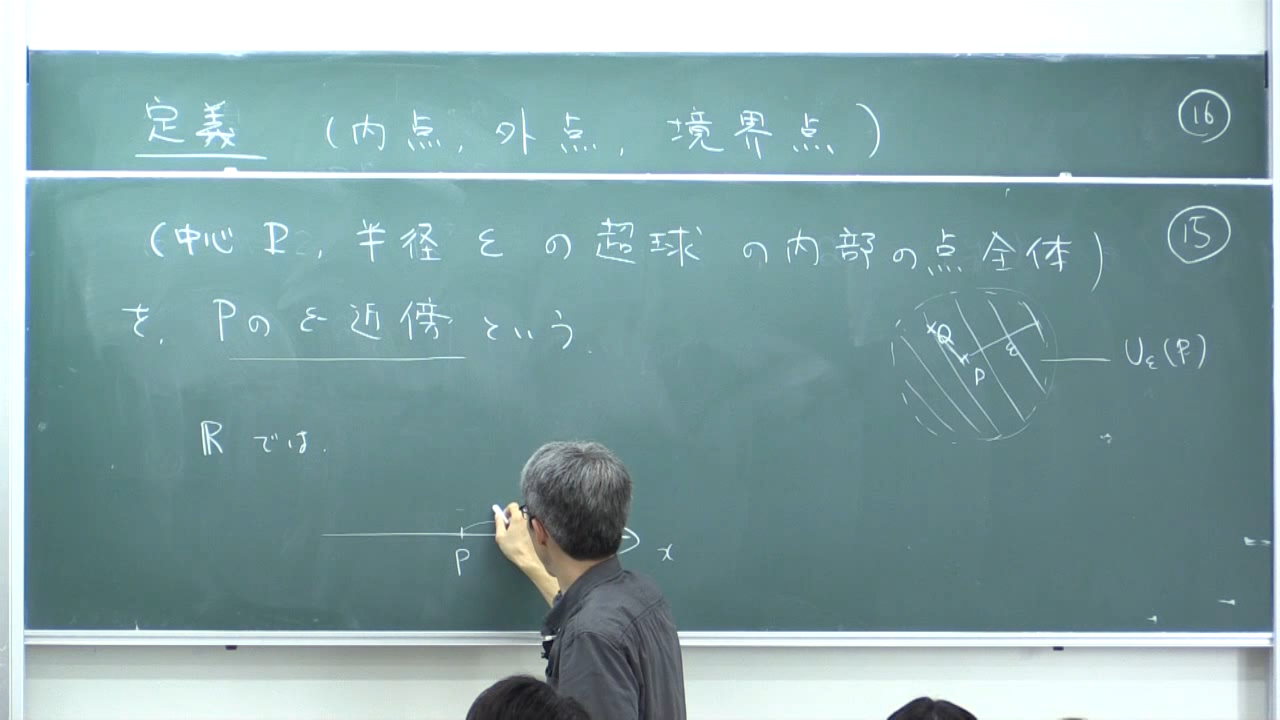 定義 (内点, 外点, 境界点) ⑯
(中心 P, 半径 ε の 超球 の内部の点全体) ⑮
を, Pの ε 近傍 という.
Q
ε
P
Uε(P)
ℝ では.
P
x